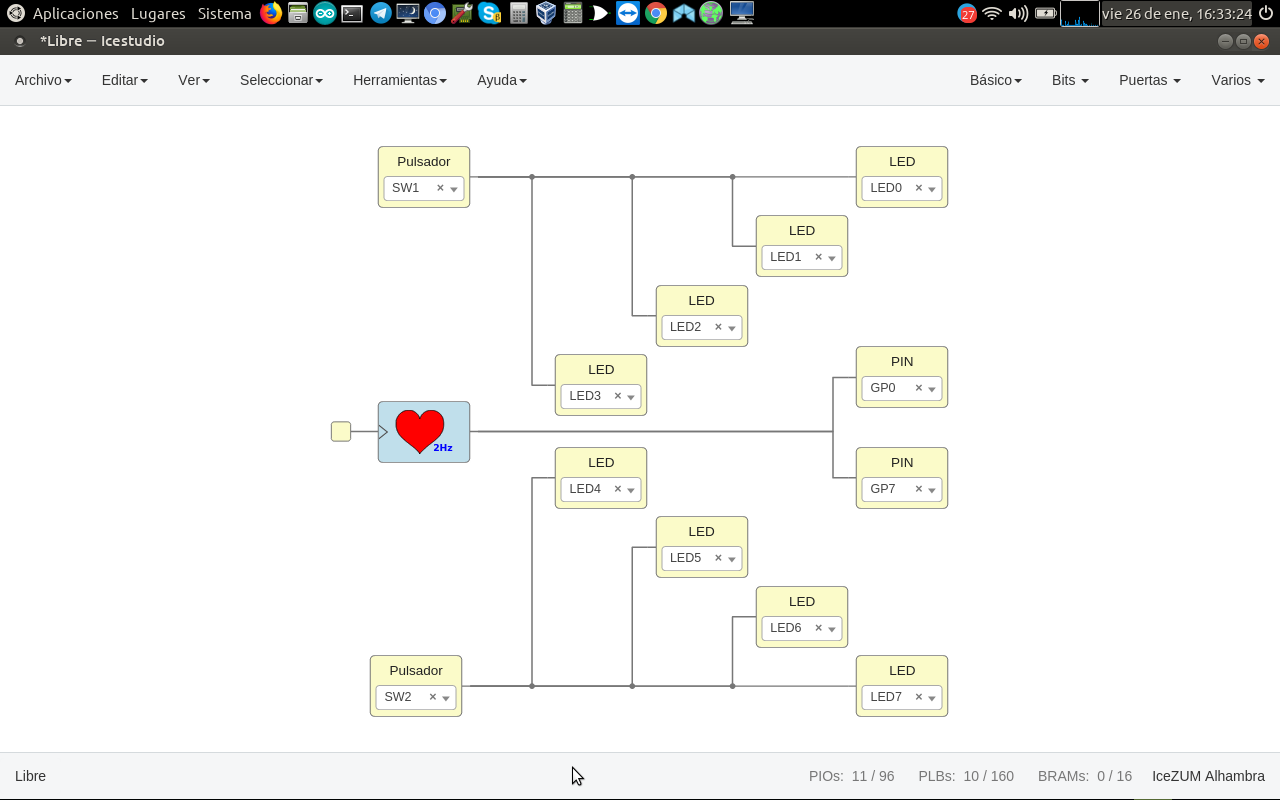 Aplicaciones Lugares Sistema 27 vie 26 de ene, 16:33:24
*Libre — Icestudio
Archivo Editar Ver Seleccionar Herramientas Ayuda Básico Bits Puertas Varios
Pulsador
SW1 ×
LED
LED0 ×
LED
LED1 ×
LED
LED2 ×
LED
LED3 ×
PIN
GP0 ×
2Hz
LED
LED4 ×
PIN
GP7 ×
LED
LED5 ×
LED
LED6 ×
Pulsador
SW2 ×
LED
LED7 ×
Libre PIOs: 11 / 96 PLBs: 10 / 160 BRAMs: 0 / 16 IceZUM Alhambra